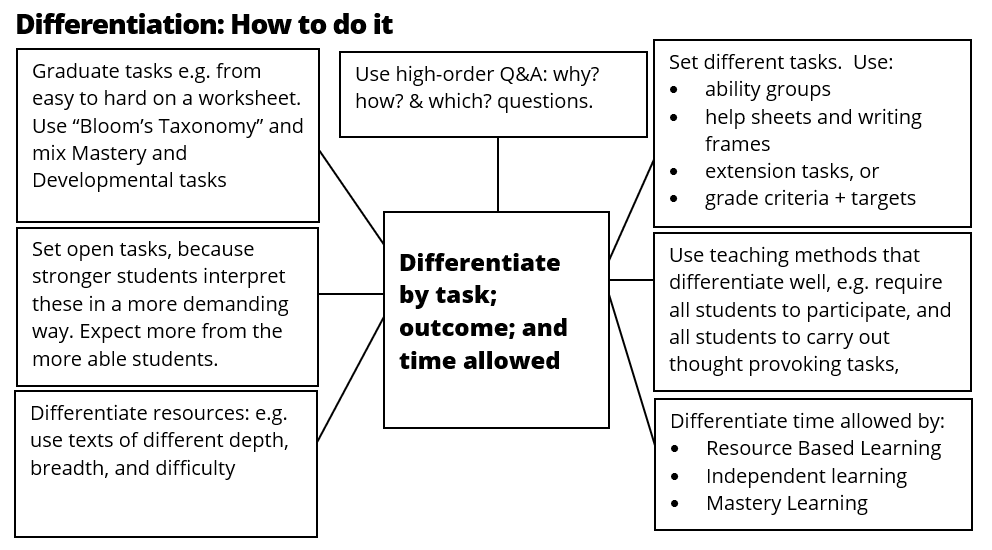 Differentiation: How to do it
Graduate tasks e.g. from
easy to hard on a worksheet.
Use “Bloom’s Taxonomy” and
mix Mastery and
Developmental tasks
Use high-order Q&A: why?
how? & which? questions.
Set different tasks.  Use:
• ability groups
• help sheets and writing
frames
• extension tasks, or
• grade criteria + targets
Set open tasks, because
stronger students interpret
these in a more demanding
way. Expect more from the
more able students.
Differentiate
by task;
outcome; and
time allowed
Use teaching methods that
differentiate well, e.g. require
all students to participate, and
all students to carry out
thought provoking tasks,
Differentiate resources: e.g.
use texts of different depth,
breadth, and difficulty
Differentiate time allowed by:
• Resource Based Learning
• Independent learning
• Mastery Learning